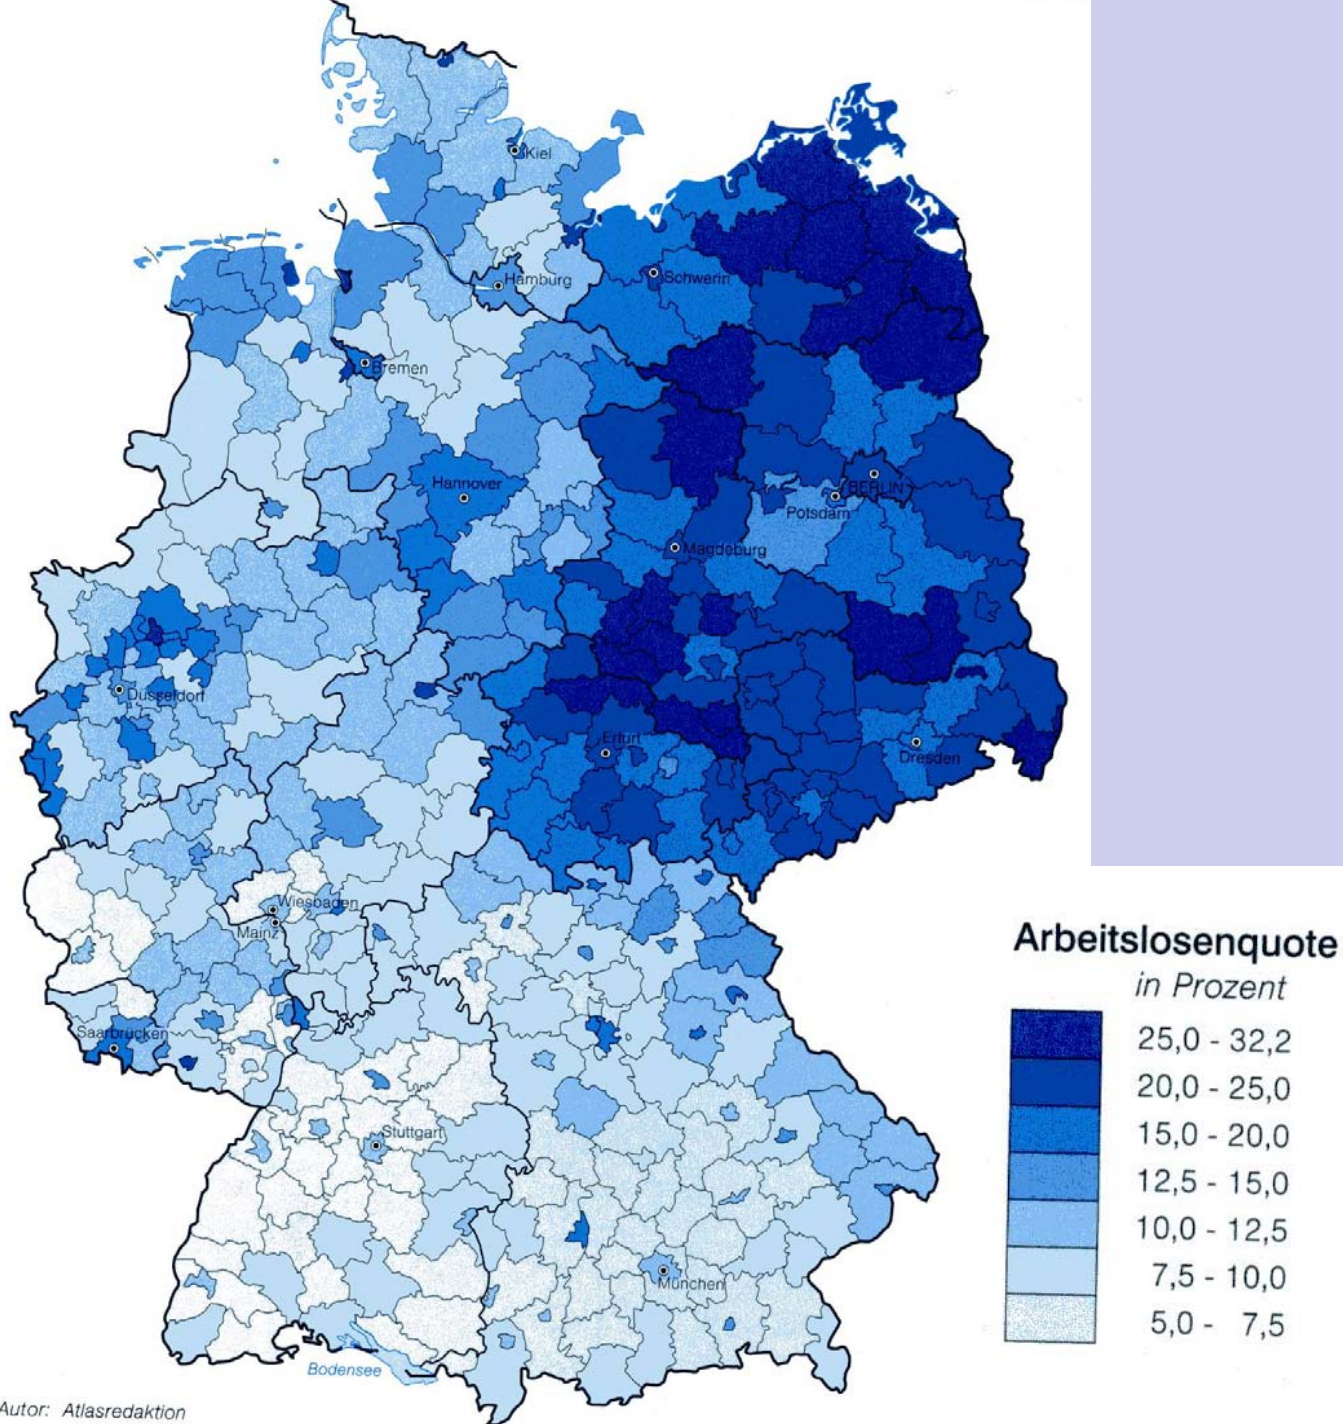 Kiel
Hamburg
Schwerin
Bremen
Hannover
BERLIN
Potsdam
Magdeburg
Düsseldorf
Erfurt
Dresden
Wiesbaden
Mainz
Saarbrücken
Stuttgart
München
Bodensee
Arbeitslosenquote
in Prozent
25,0 - 32,2
20,0 - 25,0
15,0 - 20,0
12,5 - 15,0
10,0 - 12,5
7,5 - 10,0
5,0 - 7,5
Autor: Atlasredaktion